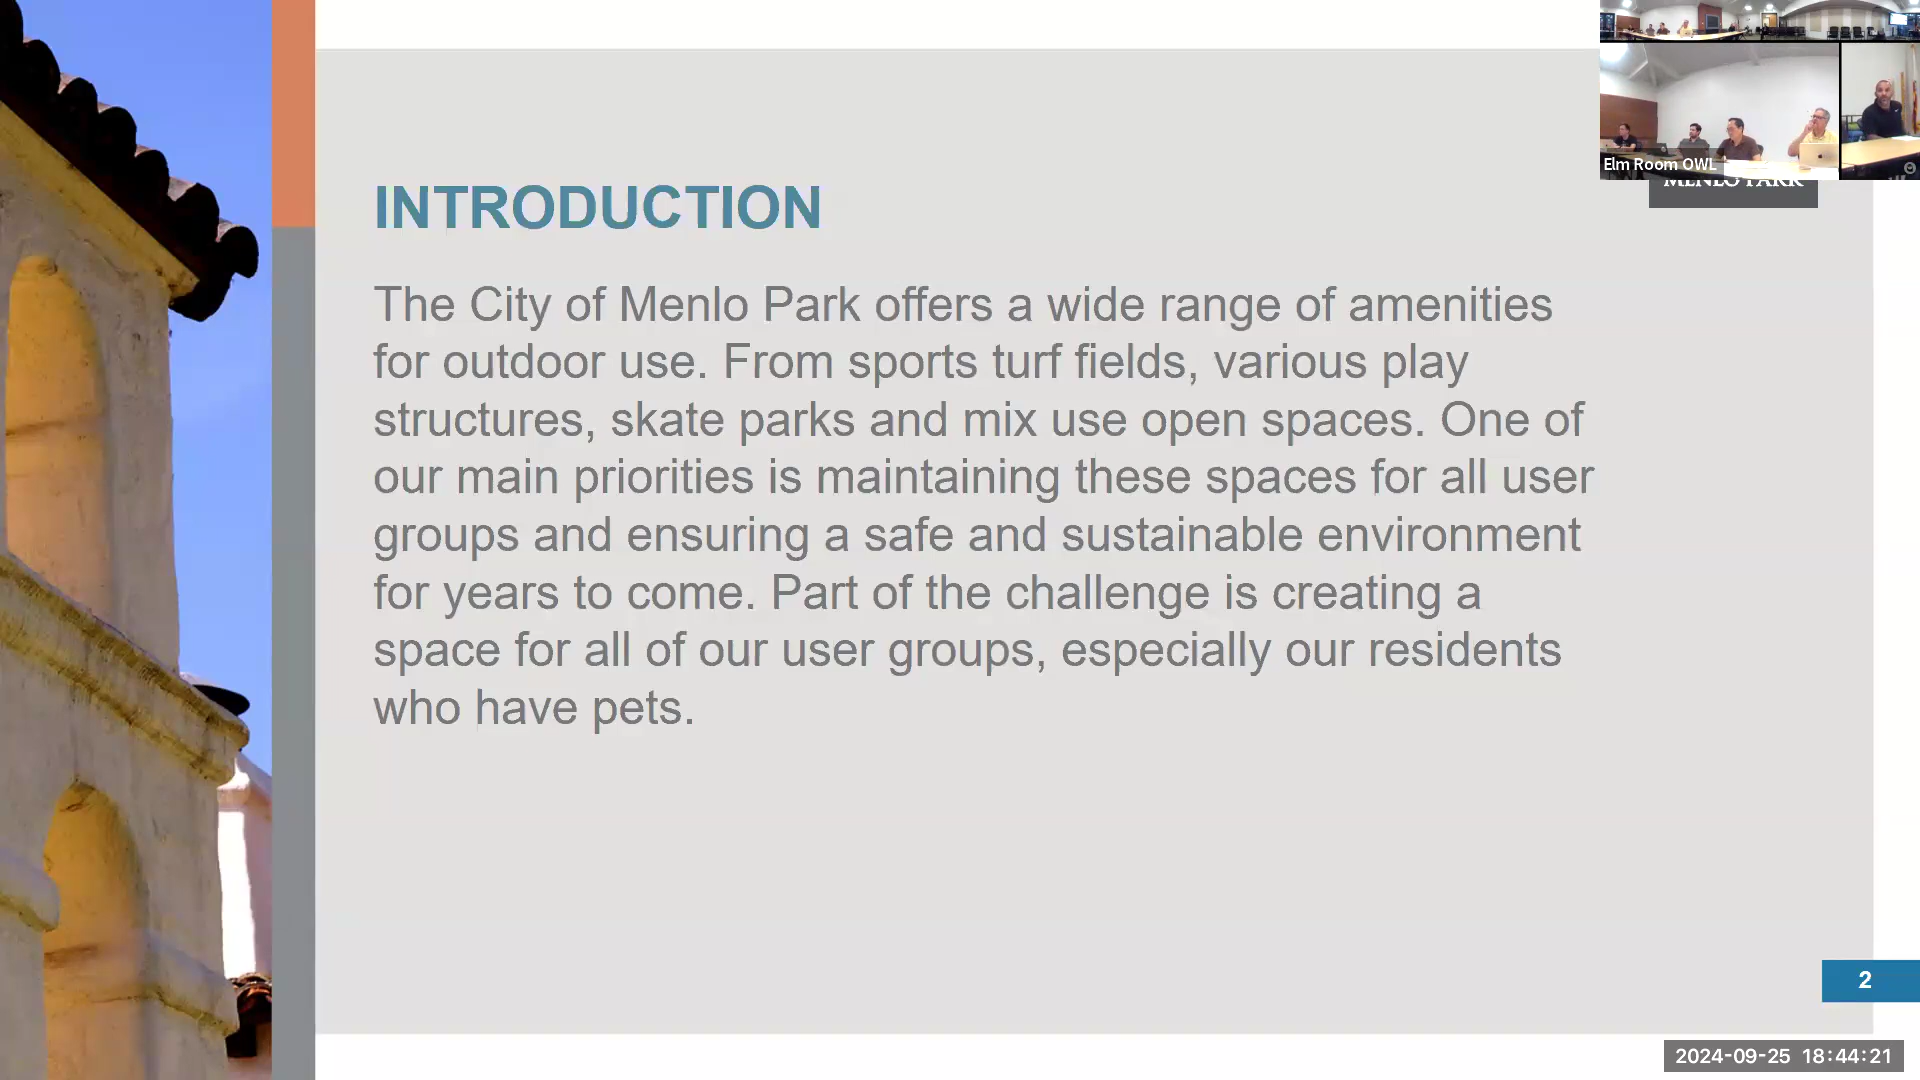 Elm Room OWL
MENLO PARK
INTRODUCTION
The City of Menlo Park offers a wide range of amenities
for outdoor use. From sports turf fields, various play
structures, skate parks and mix use open spaces. One of
our main priorities is maintaining these spaces for all user
groups and ensuring a safe and sustainable environment
for years to come. Part of the challenge is creating a
space for all of our user groups, especially our residents
who have pets.
2
2024-09-25 18:44:21